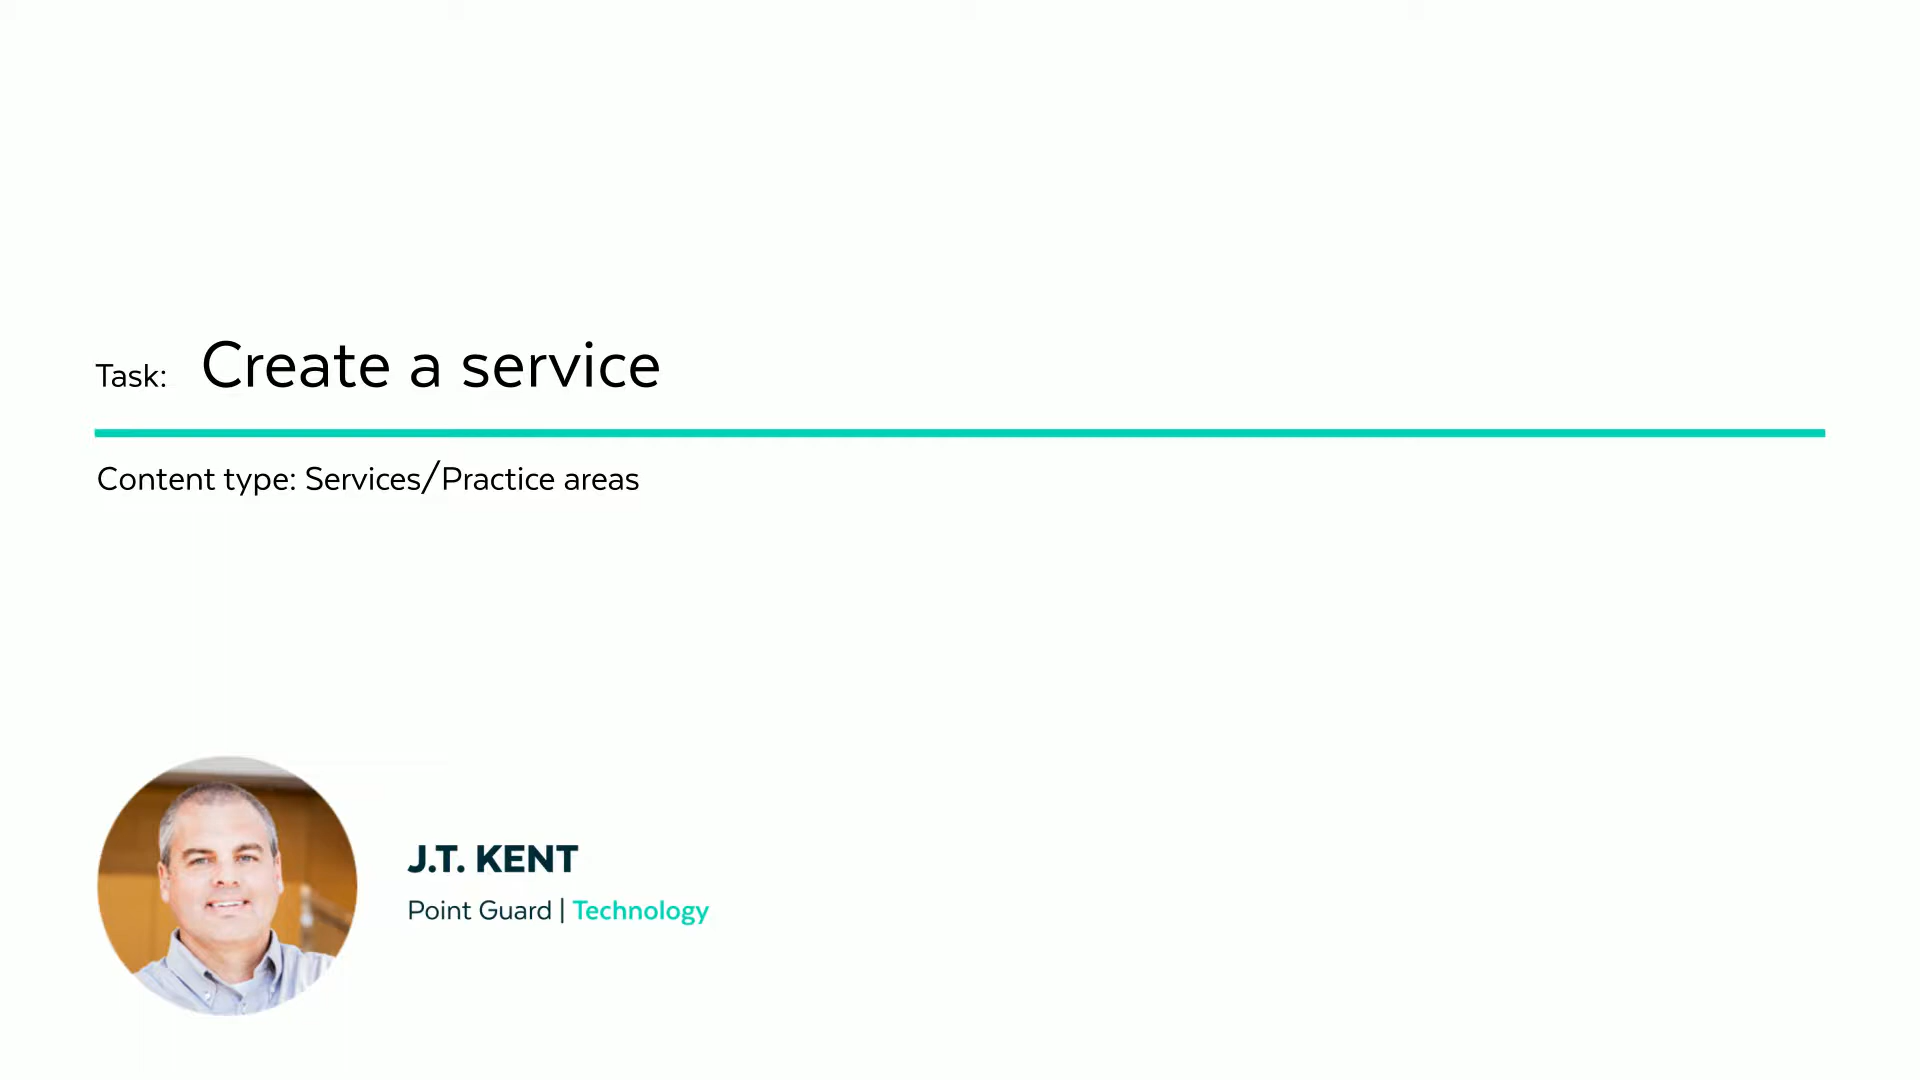 Task: Create a service
Content type: Services/Practice areas
J.T. KENT
Point Guard | Technology